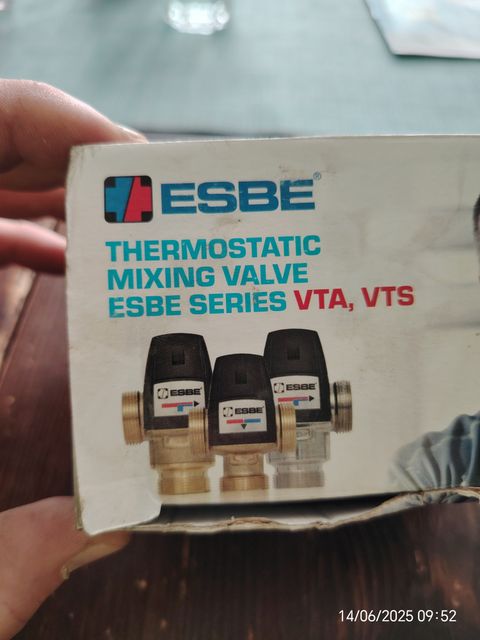 ESBE®
THERMOSTATIC
MIXING VALVE
ESBE SERIES VTA, VTS
ESBE
ESBE
ESBE
14/06/2025 09:52